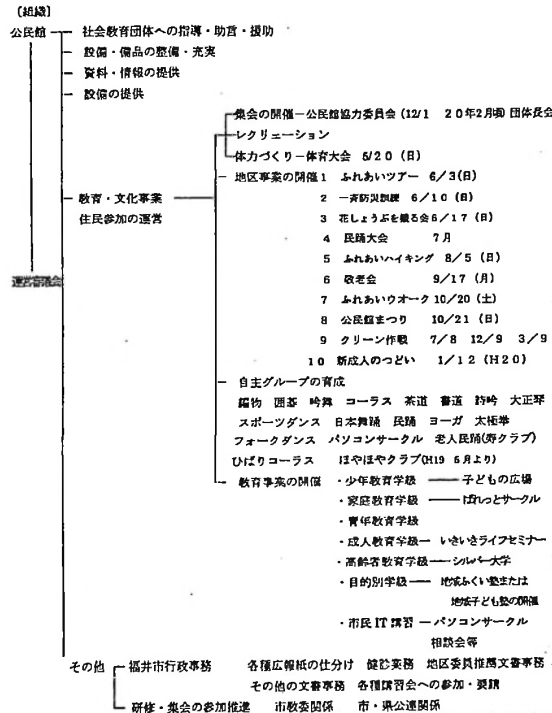 〔組織〕
公民館 社会教育団体への指導・助言・援助
設備・備品の整備・充実
資料・情報の提供
設備の提供
集会の開催－公民館協力委員会(12/1 20年2月頃)団体長会
レクリェーション
体力づくり－体育大会 5/20(日)
地区事業の開催1 ふれあいツアー 6/3(日)
教育・文化事業
2 一斉防災訓練 6/10(日)
住民参加の運営
3 花しょうぶを観る会6/17(日)
4 民踊大会 7月
5 ふれあいハイキング 8/5(日)
運営審議会
6 敬老会 9/17(月)
7 ふれあいウオーク 10/20(土)
8 公民館まつり 10/21(日)
9 クリーン作戦 7/8 12/9 3/9
10 新成人のつどい 1/12(H20)
自主グループの育成
編物 囲碁 吟舞 コーラス 茶道 書道 詩吟 大正琴
スポーツダンス 日本舞踊 民踊 ヨーガ 太極拳
フォークダンス パソコンサークル 老人民踊(寿クラブ)
ひばりコーラス ほやほやクラブ(H19 5月より)
教育事業の開催 ・少年教育学級 子どもの広場
・家庭教育学級 ぱれっとサークル
・青年教育学級
・成人教育学級 いきいきライフセミナー
・高齢者教育学級 シルバー大学
・目的別学級 地域ふくい塾または
地域子ども塾の開催
・市民IT講習 パソコンサークル
相談会等
その他 福井市行政事務 各種広報紙の仕分け 健診業務 地区委員推薦文書事務・
その他の文書事務 各種講習会への参加・要請
研修・集会の参加推進 市教委関係 市・県公連関係